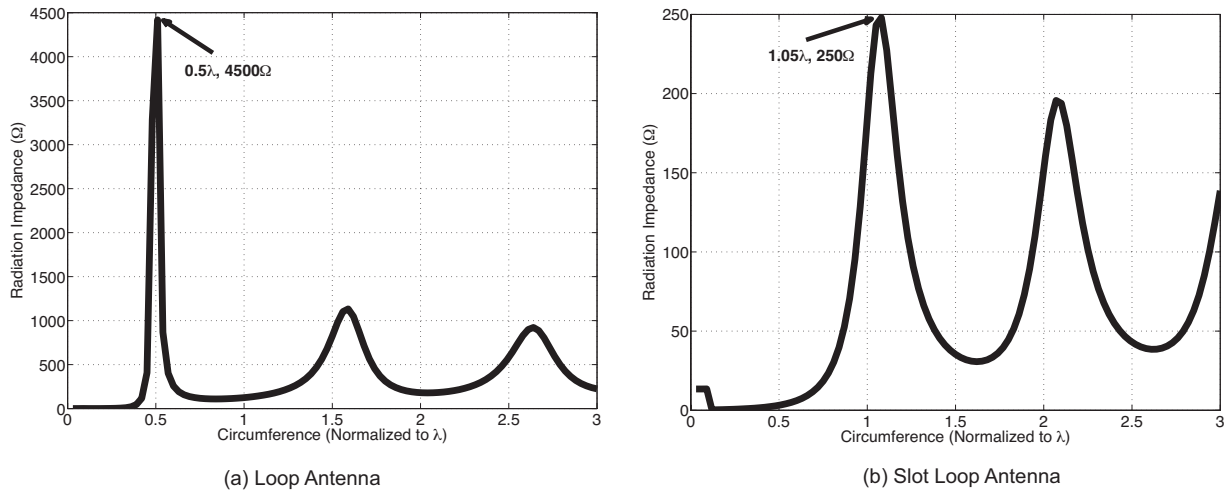 4500
4000
3500
3000
2500
2000
1500
1000
500
0
Radiation Impedance (Ω)
0.5λ, 4500Ω
0 0.5 1 1.5 2 2.5 3
Circumference (Normalized to λ)
(a) Loop Antenna
250
200
150
100
50
0
Radiation Impedance (Ω)
1.05λ, 250Ω
0 0.5 1 1.5 2 2.5 3
Circumference (Normalized to λ)
(b) Slot Loop Antenna